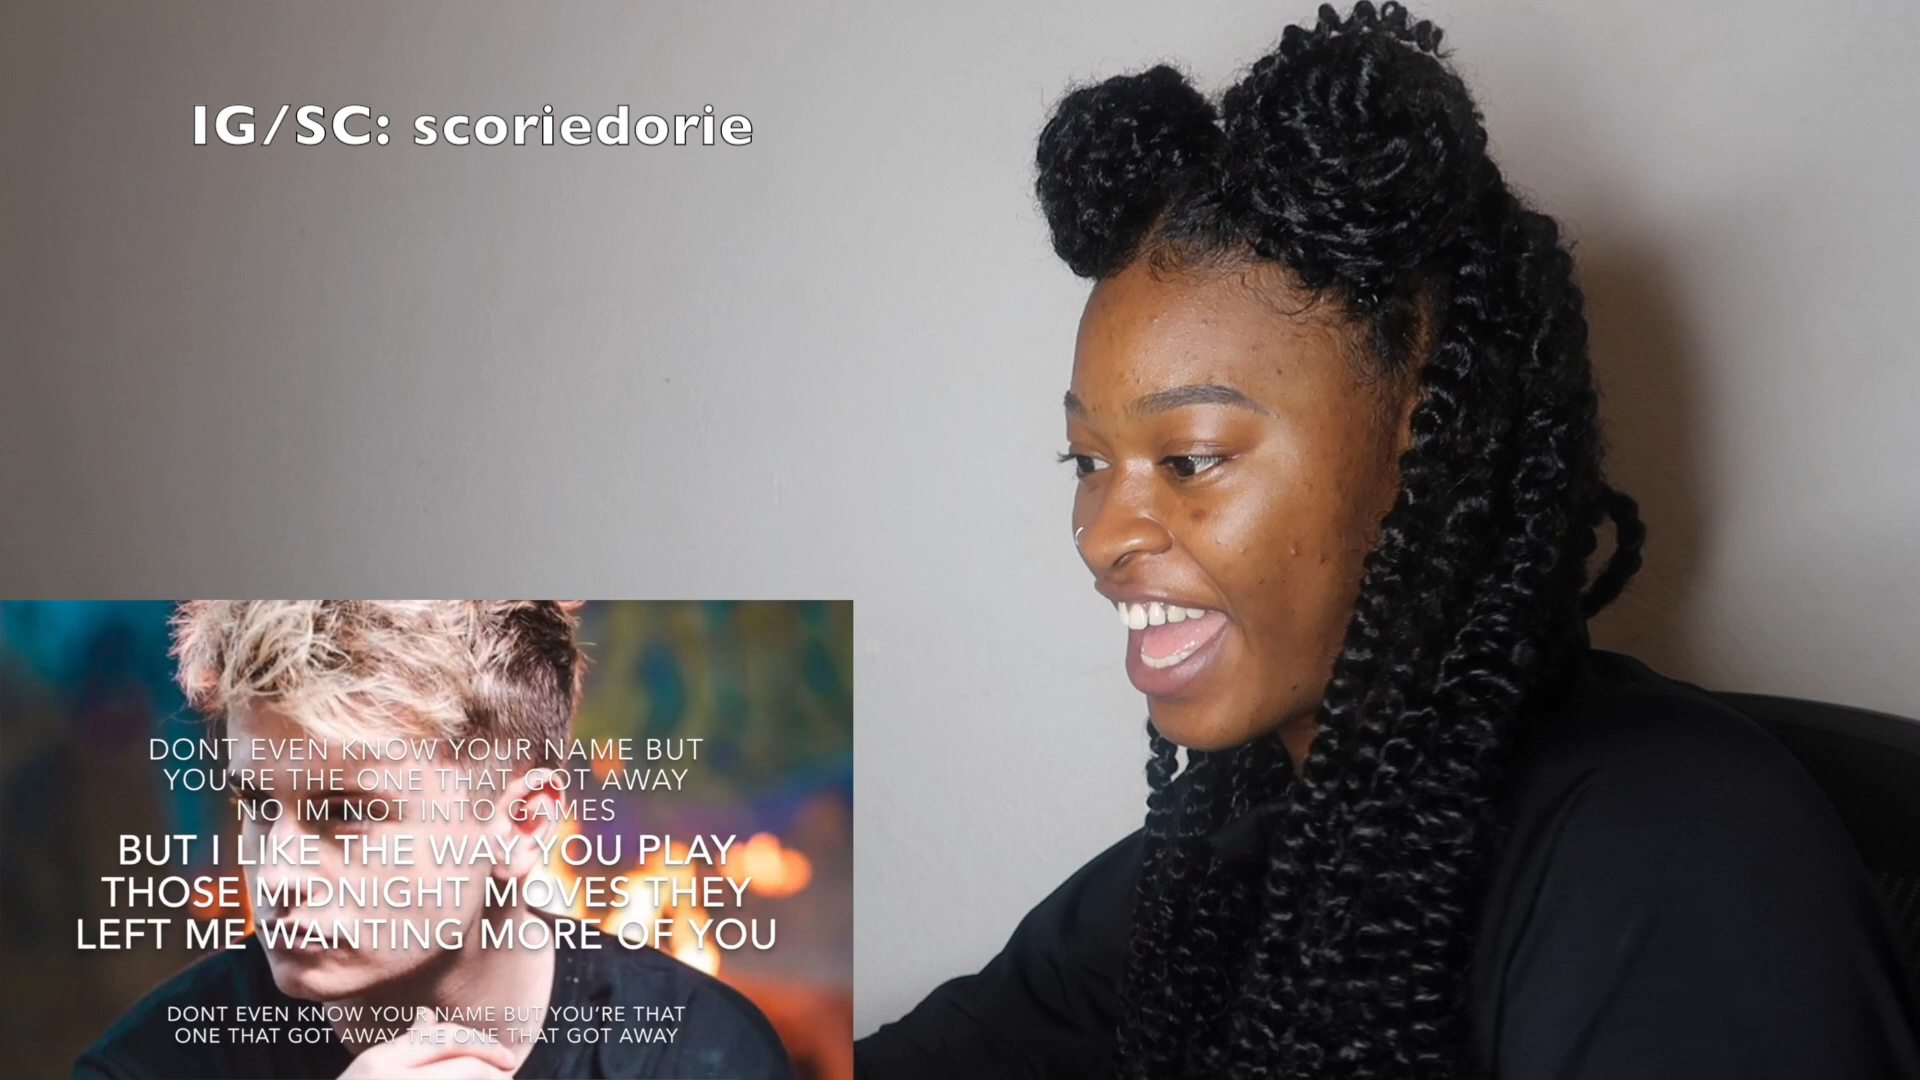 IG/SC: scoriedorie
DONT EVEN KNOW YOUR NAME BUT
YOU'RE THE ONE THAT GOT AWAY
NO IM NOT INTO GAMES
BUT I LIKE THE WAY YOU PLAY
THOSE MIDNIGHT MOVES THEY
LEFT ME WANTING MORE OF YOU
DONT EVEN KNOW YOUR NAME BUT YOU'RE THAT
ONE THAT GOT AWAY THE ONE THAT GOT AWAY